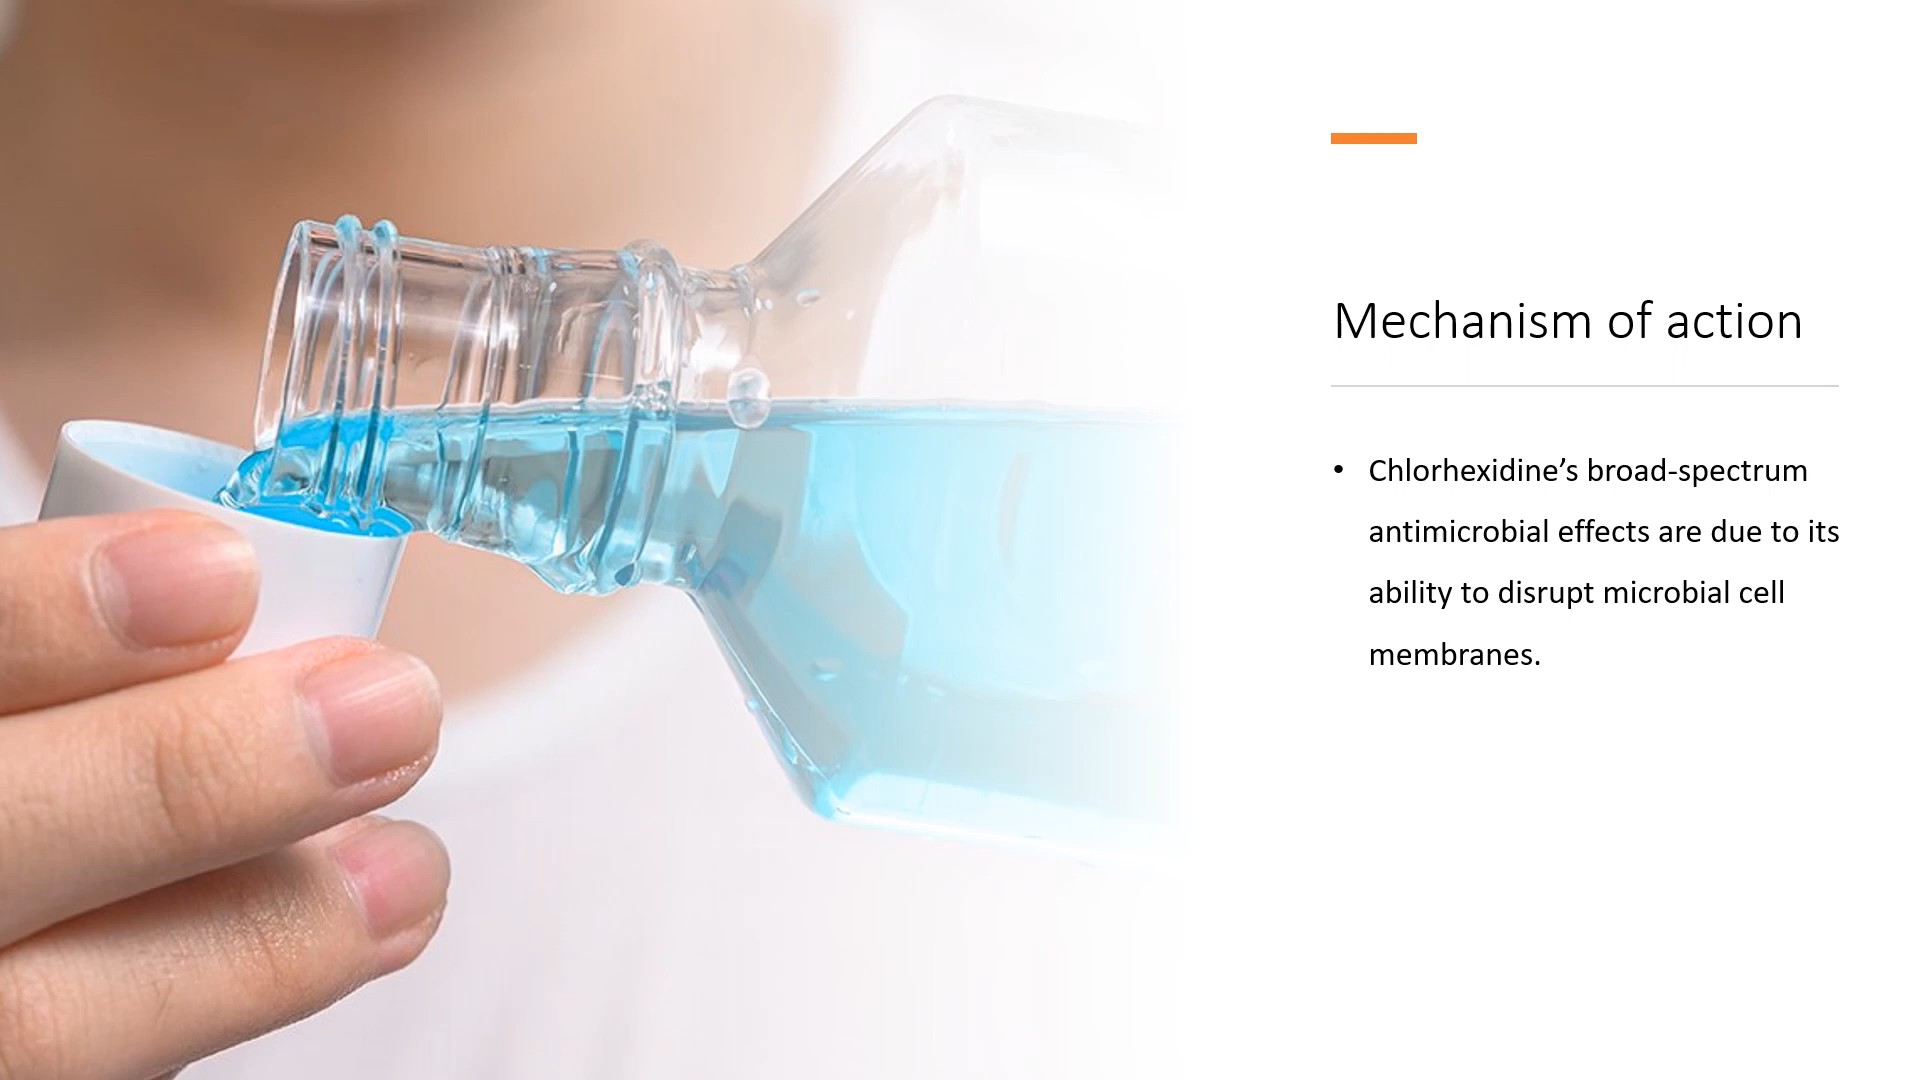 Mechanism of action
• Chlorhexidine’s broad-spectrum
antimicrobial effects are due to its
ability to disrupt microbial cell
membranes.